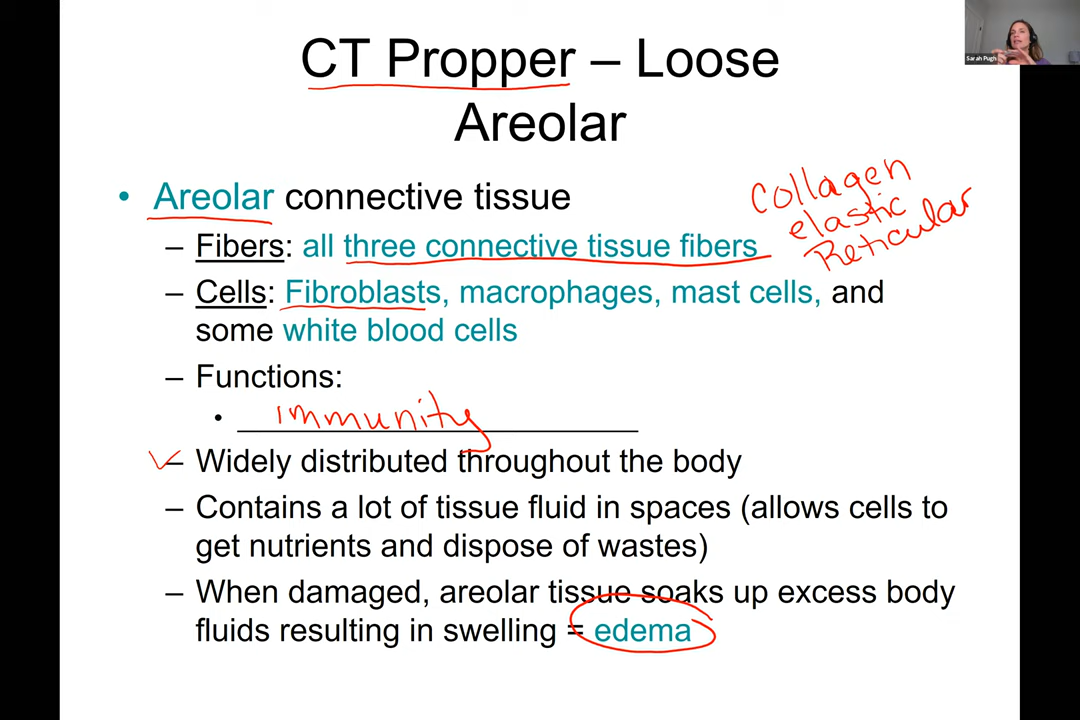 CT Propper – Loose
Areolar
Sarah Pugh
• Areolar connective tissue
Collagen
elastic
Reticular
– Fibers: all three connective tissue fibers
– Cells: Fibroblasts, macrophages, mast cells, and
some white blood cells
– Functions:
• immunity
– Widely distributed throughout the body
– Contains a lot of tissue fluid in spaces (allows cells to
get nutrients and dispose of wastes)
– When damaged, areolar tissue soaks up excess body
fluids resulting in swelling = edema